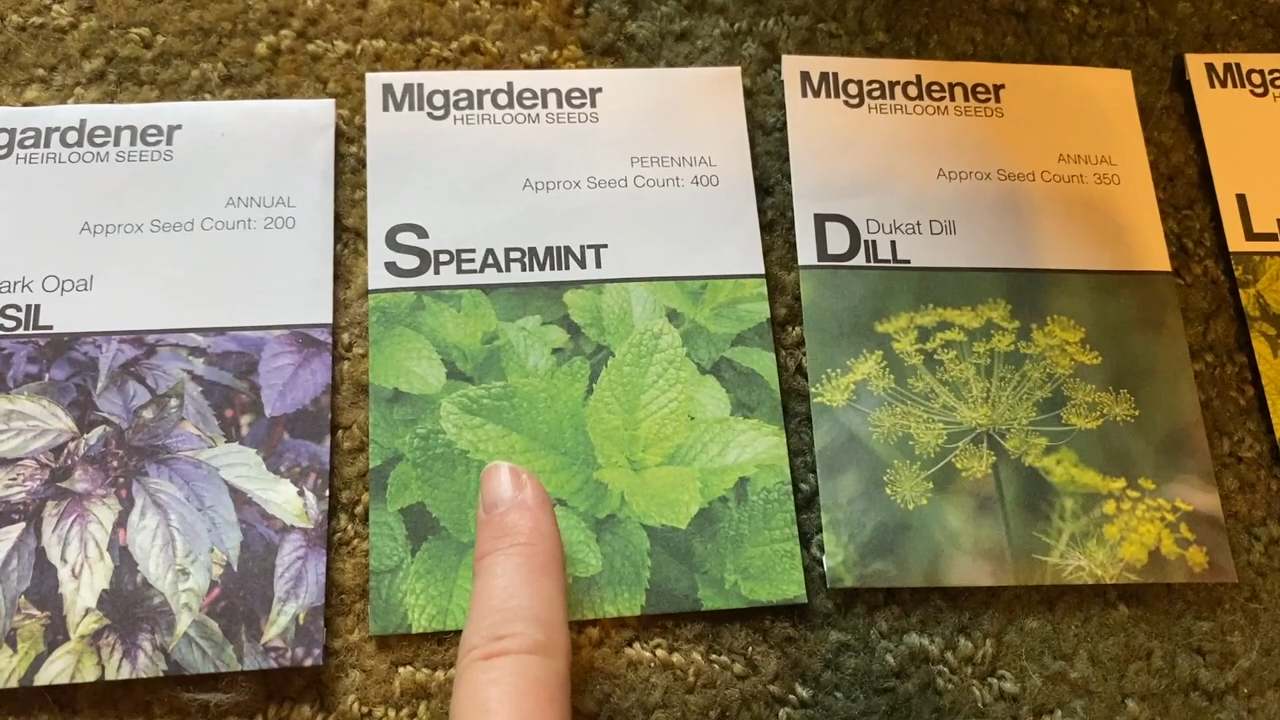 gardener
HEIRLOOM SEEDS
ANNUAL
Approx Seed Count: 200
ark Opal
SIL
MIgardener
HEIRLOOM SEEDS
PERENNIAL
Approx Seed Count: 400
SPEARMINT
MIgardener
HEIRLOOM SEEDS
ANNUAL
Approx Seed Count: 350
Dukat Dill
DILL
MIga
L